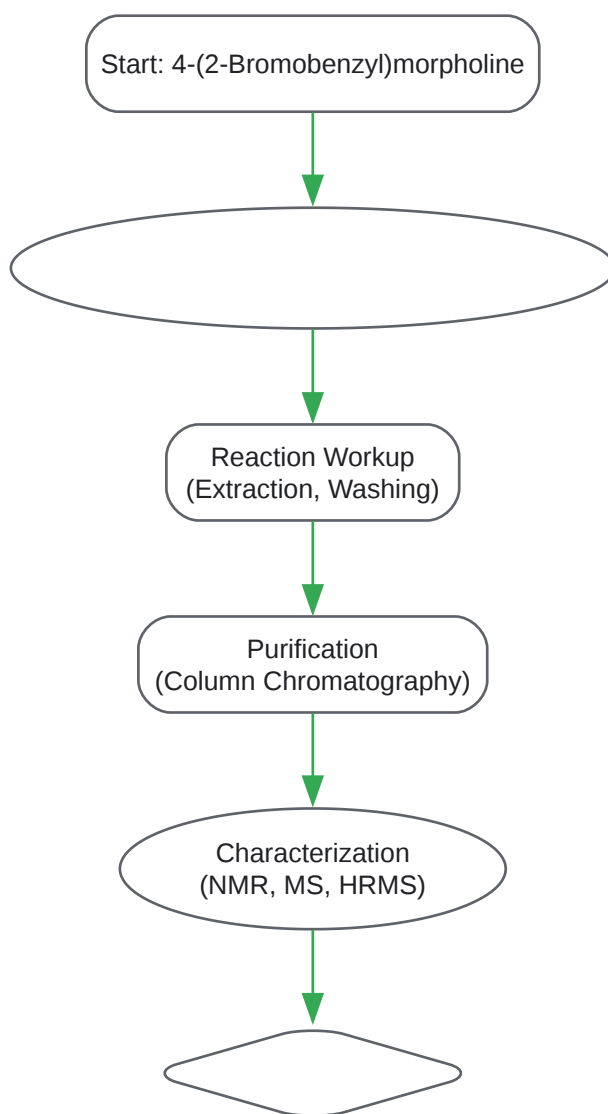 Start: 4-(2-Bromobenzyl)morpholine
Reaction Workup
(Extraction, Washing)
Purification
(Column Chromatography)
Characterization
(NMR, MS, HRMS)